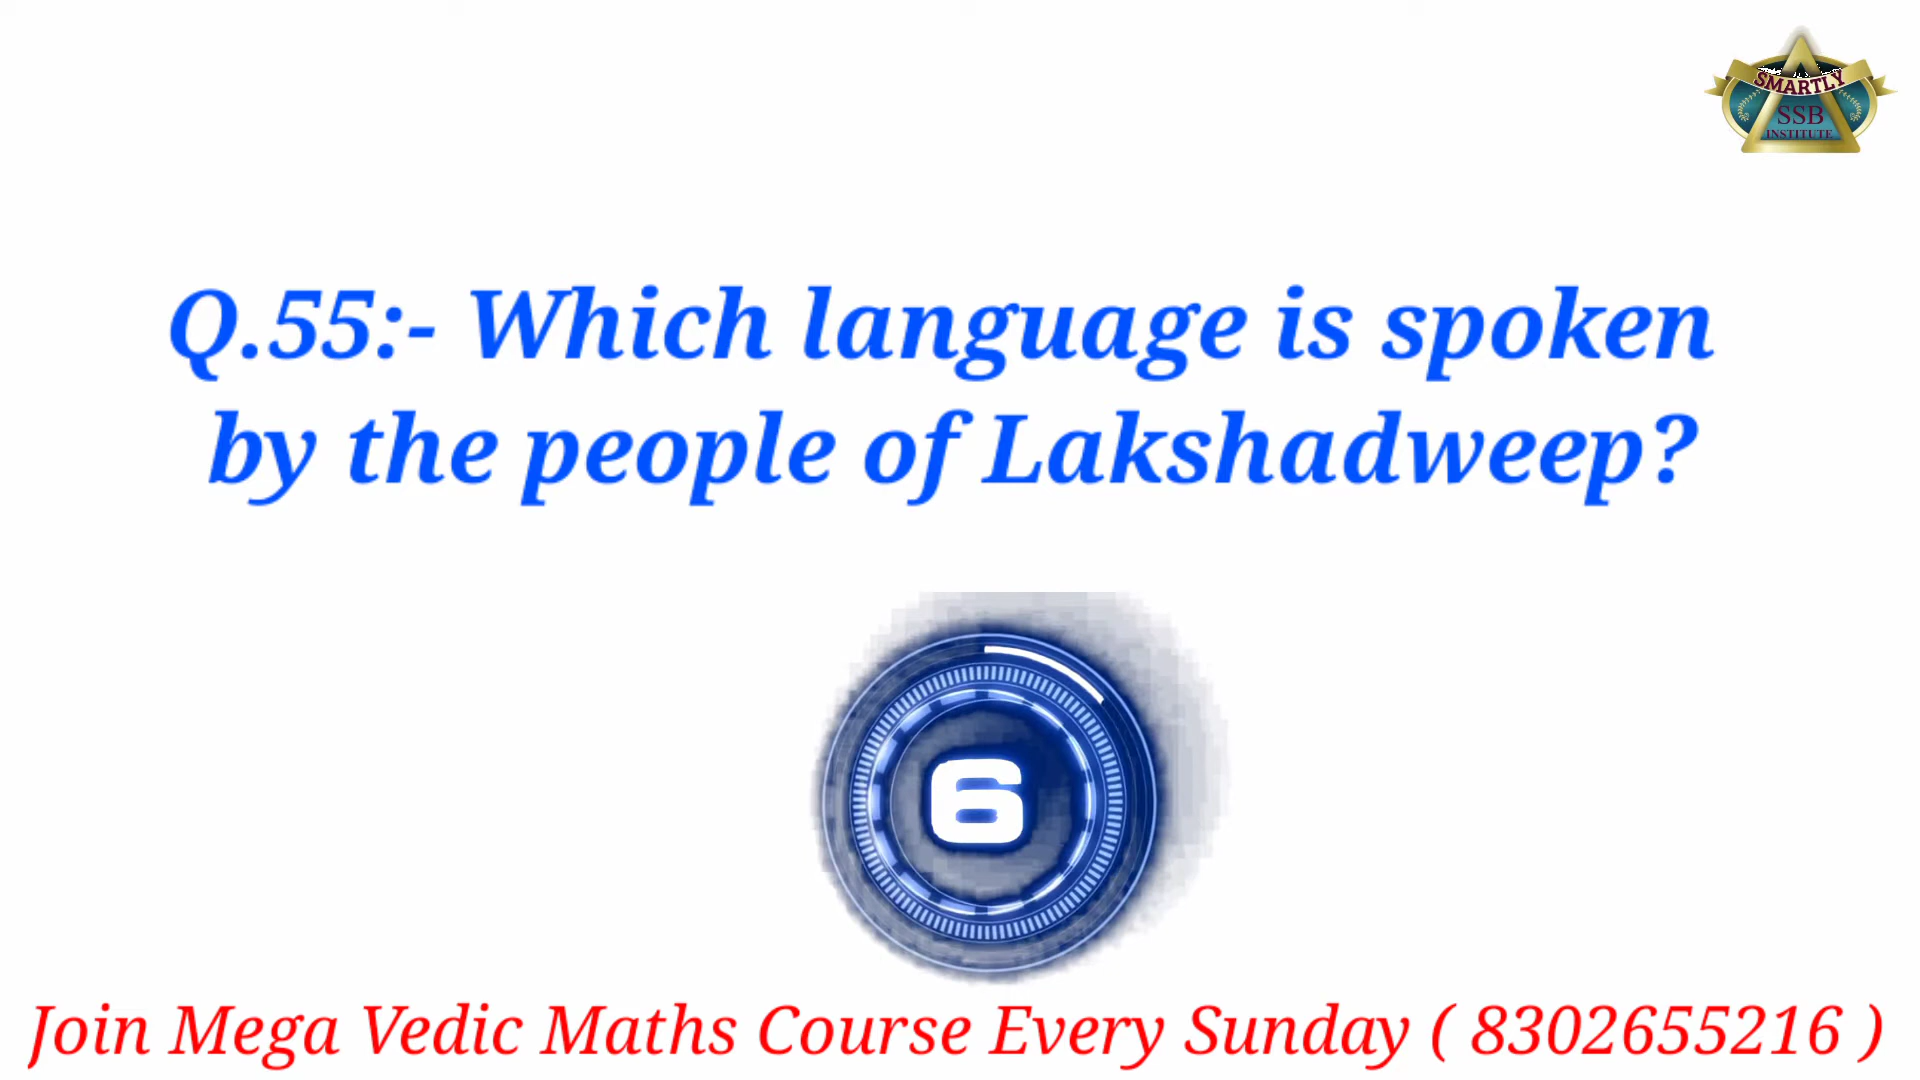 SMARTLY
SSB
INSTITUTE
Q.55:- Which language is spoken
by the people of Lakshadweep?
6
Join Mega Vedic Maths Course Every Sunday ( 8302655216 )